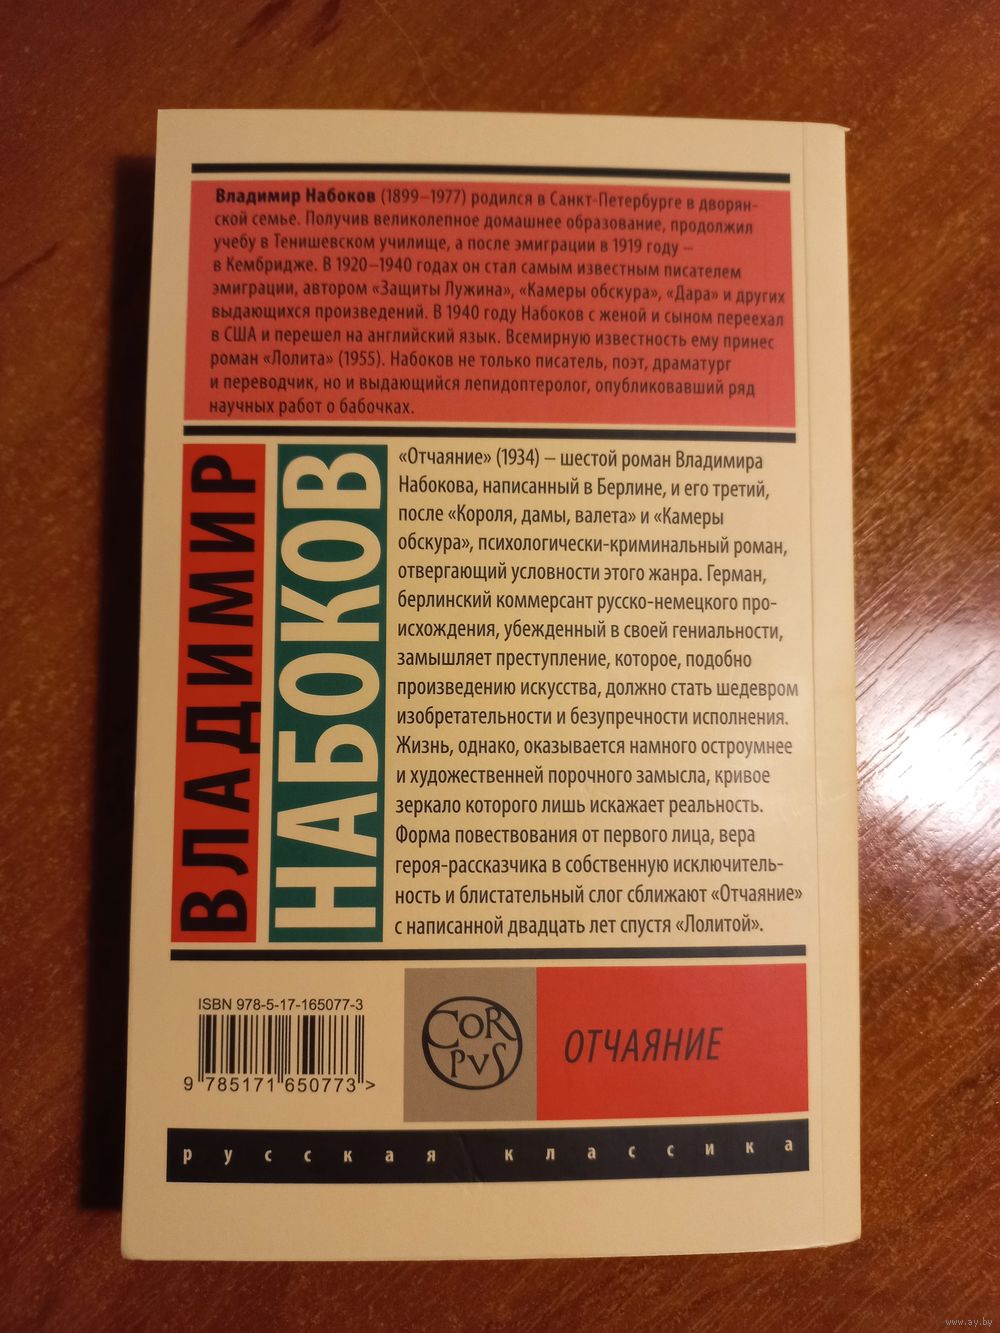 Владимир Набоков (1899–1977) родился в Санкт-Петербурге в дворян-
ской семье. Получив великолепное домашнее образование, продолжил
учебу в Тенишевском училище, а после эмиграции в 1919 году –
в Кембридже. В 1920–1940 годах он стал самым известным писателем
эмиграции, автором «Защиты Лужина», «Камеры обскура», «Дара» и других
выдающихся произведений. В 1940 году Набоков с женой и сыном переехал
в США и перешел на английский язык. Всемирную известность ему принес
роман «Лолита» (1955). Набоков не только писатель, поэт, драматург
и переводчик, но и выдающийся лепидоптеролог, опубликовавший ряд
научных работ о бабочках.
ВЛАДИМИР
НАБОКОВ
«Отчаяние» (1934) – шестой роман Владимира
Набокова, написанный в Берлине, и его третий,
после «Короля, дамы, валета» и «Камеры
обскура», психологически-криминальный роман,
отвергающий условности этого жанра. Герман,
берлинский коммерсант русско-немецкого про-
исхождения, убежденный в своей гениальности,
замышляет преступление, которое, подобно
произведению искусства, должно стать шедевром
изобретательности и безупречности исполнения.
Жизнь, однако, оказывается намного остроумнее
и художественней порочного замысла, кривое
зеркало которого лишь искажает реальность.
Форма повествования от первого лица, вера
героя-рассказчика в собственную исключитель-
ность и блистательный слог сближают «Отчаяние»
с написанной двадцать лет спустя «Лолитой».
ISBN 978-5-17-165077-3
9 785171 650773 >
CORPVS
ОТЧАЯНИЕ
русская классика
www.ay.by